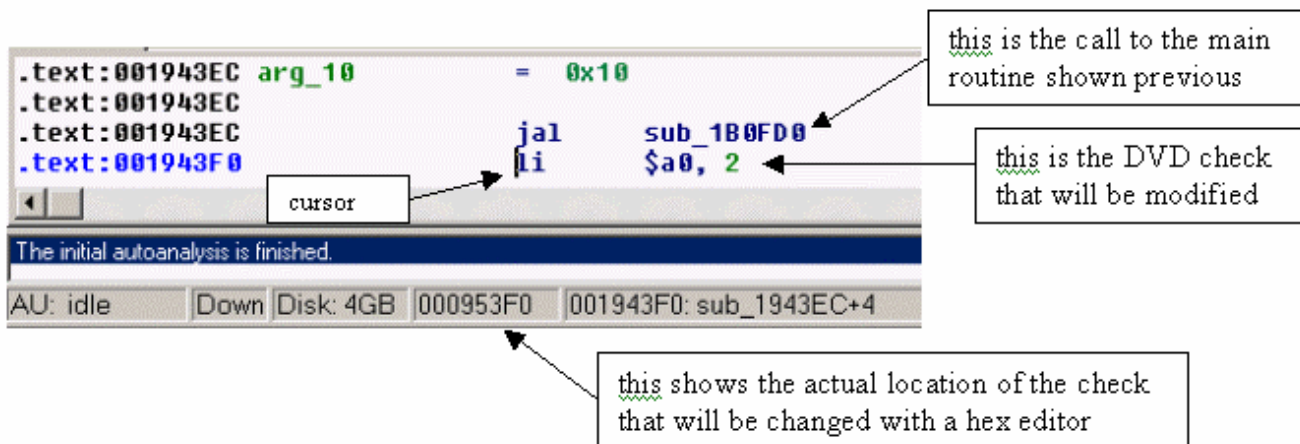 this is the call to the main
routine shown previous
.text:001943EC arg_10 = 0x10
.text:001943EC
.text:001943EC jal sub_1B0FD0
.text:001943F0 li $a0, 2
this is the DVD check
that will be modified
cursor
The initial autoanalysis is finished.
AU: idle Down Disk: 4GB 000953F0 001943F0: sub_1943EC+4
this shows the actual location of the check
that will be changed with a hex editor